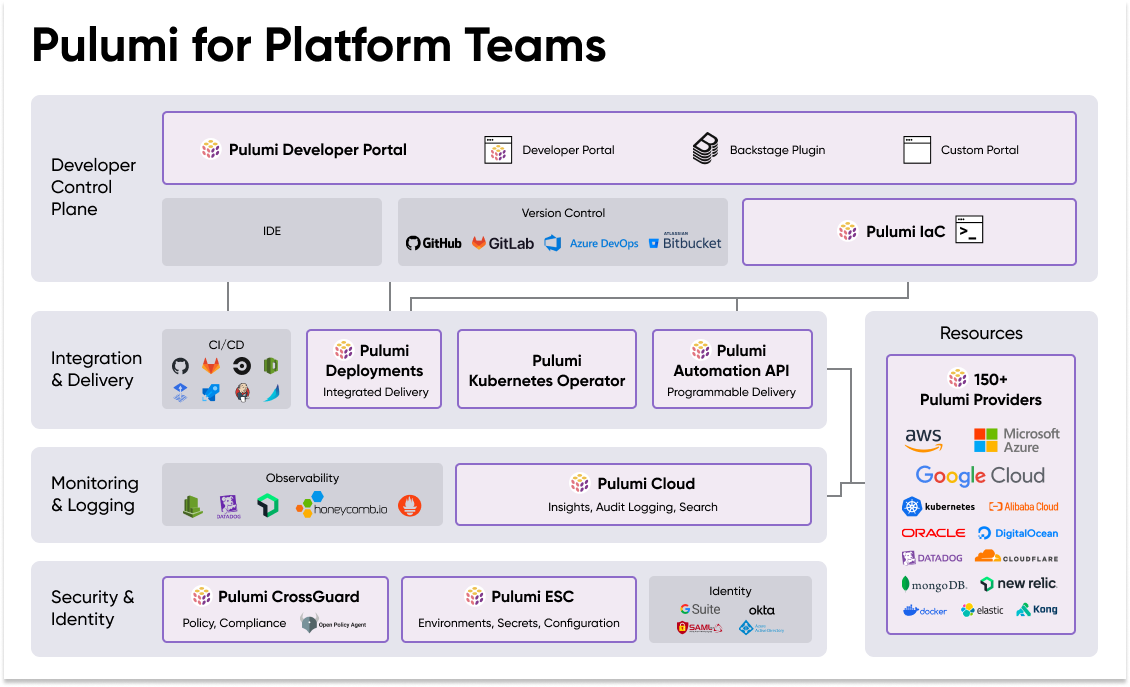 Pulumi for Platform Teams
Developer
Control
Plane
Pulumi Developer Portal
Developer Portal
Backstage Plugin
Custom Portal
IDE
Version Control
GitHub
GitLab
Azure DevOps
ATLASSIAN
Bitbucket
Pulumi IaC
>_
Integration
& Delivery
CI/CD
Pulumi
Deployments
Integrated Delivery
Pulumi
Kubernetes Operator
Pulumi
Automation API
Programmable Delivery
Monitoring
& Logging
Observability
DATADOG
honeycomb.io
Pulumi Cloud
Insights, Audit Logging, Search
Security &
Identity
Pulumi CrossGuard
Policy, Compliance
Open Policy Agent
Pulumi ESC
Environments, Secrets, Configuration
Identity
G Suite
okta
SAML
Azure
Active Directory
Resources
150+
Pulumi Providers
aws
Microsoft
Azure
Google Cloud
kubernetes
Alibaba Cloud
ORACLE
DigitalOcean
DATADOG
CLOUDFLARE
mongoDB.
new relic.
docker
elastic
Kong